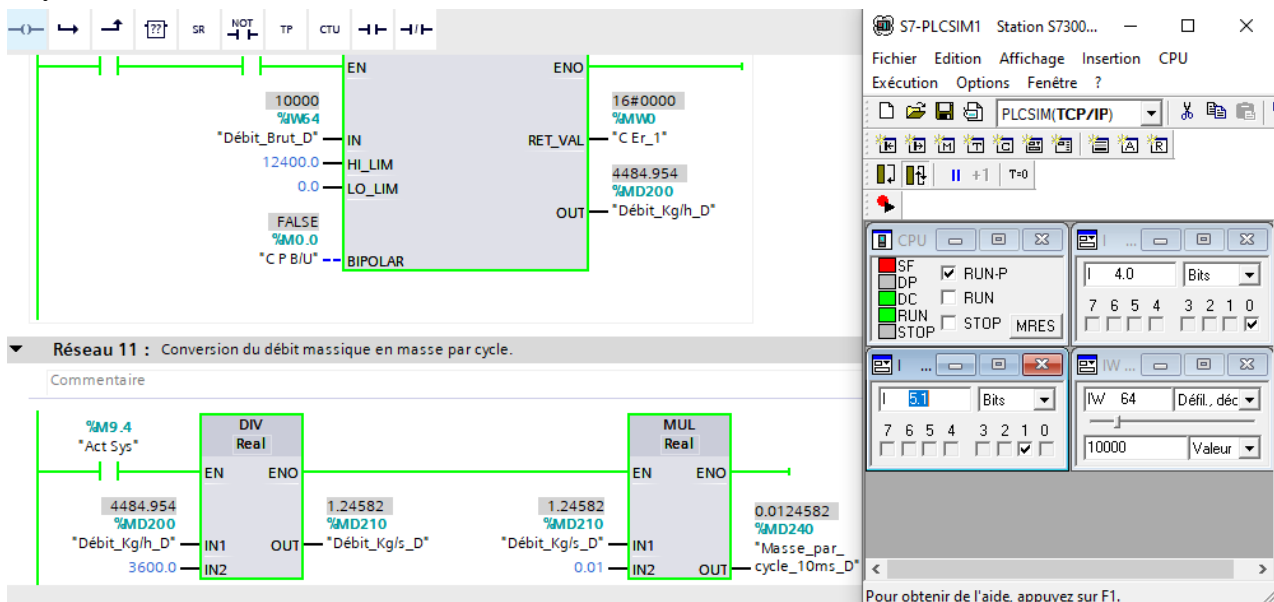 SR NOT TP CTU
??
EN ENO
10000
%IW64
"Débit_Brut_D" IN
16#0000
%MW0
RET_VAL "C Er_1"
12400.0 HI_LIM
0.0 LO_LIM
4484.954
%MD200
OUT "Débit_Kg/h_D"
FALSE
%M0.0
"C P B/U" BIPOLAR
Réseau 11 : Conversion du débit massique en masse par cycle.
Commentaire
%M9.4
"Act Sys"
DIV
Real
EN ENO
4484.954
%MD200
"Débit_Kg/h_D" IN1
3600.0 IN2
1.24582
%MD210
OUT "Débit_Kg/s_D"
MUL
Real
EN ENO
1.24582
%MD210
"Débit_Kg/s_D" IN1
0.01 IN2
0.0124582
%MD240
"Masse_par_
OUT cycle_10ms_D"
S7-PLCSIM1 Station S7300...
Fichier Edition Affichage Insertion CPU
Exécution Options Fenêtre ?
PLCSIM(TCP/IP)
+1 T=0
CPU
SF
DP
DC
RUN
STOP
RUN-P
RUN
STOP MRES
I ...
I 4.0 Bits
7 6 5 4 3 2 1 0
I ...
I 5.1 Bits
7 6 5 4 3 2 1 0
IW ...
IW 64 Défil., déc
10000 Valeur
Pour obtenir de l'aide, appuyez sur F1.